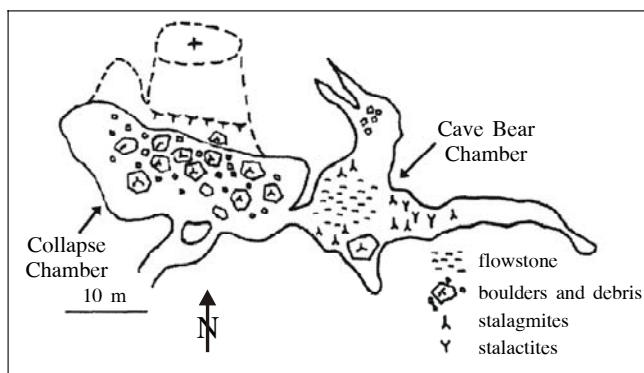 Cave Bear
Chamber
Collapse
Chamber
10 m
N
flowstone
boulders and debris
stalagmites
stalactites